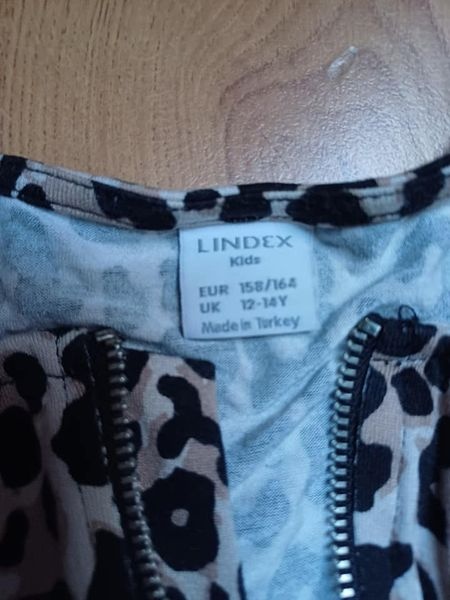 LINDEX
Kids
EUR 158/164
UK 12-14Y
Made in Turkey